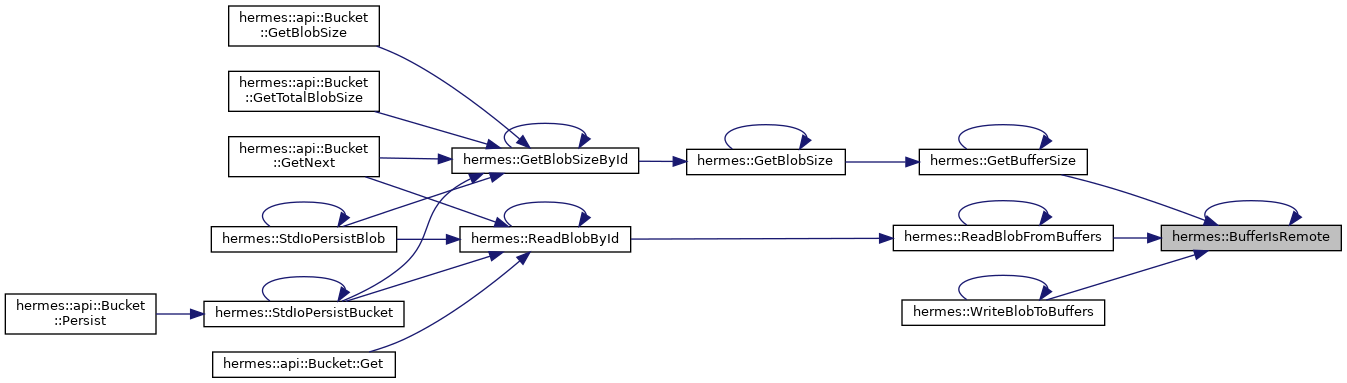 hermes::api::Bucket
::GetBlobSize
hermes::api::Bucket
::GetTotalBlobSize
hermes::api::Bucket
::GetNext
hermes::GetBlobSizeById
hermes::GetBlobSize
hermes::GetBufferSize
hermes::StdIoPersistBlob
hermes::ReadBlobById
hermes::ReadBlobFromBuffers
hermes::BufferIsRemote
hermes::api::Bucket
::Persist
hermes::StdIoPersistBucket
hermes::WriteBlobToBuffers
hermes::api::Bucket::Get